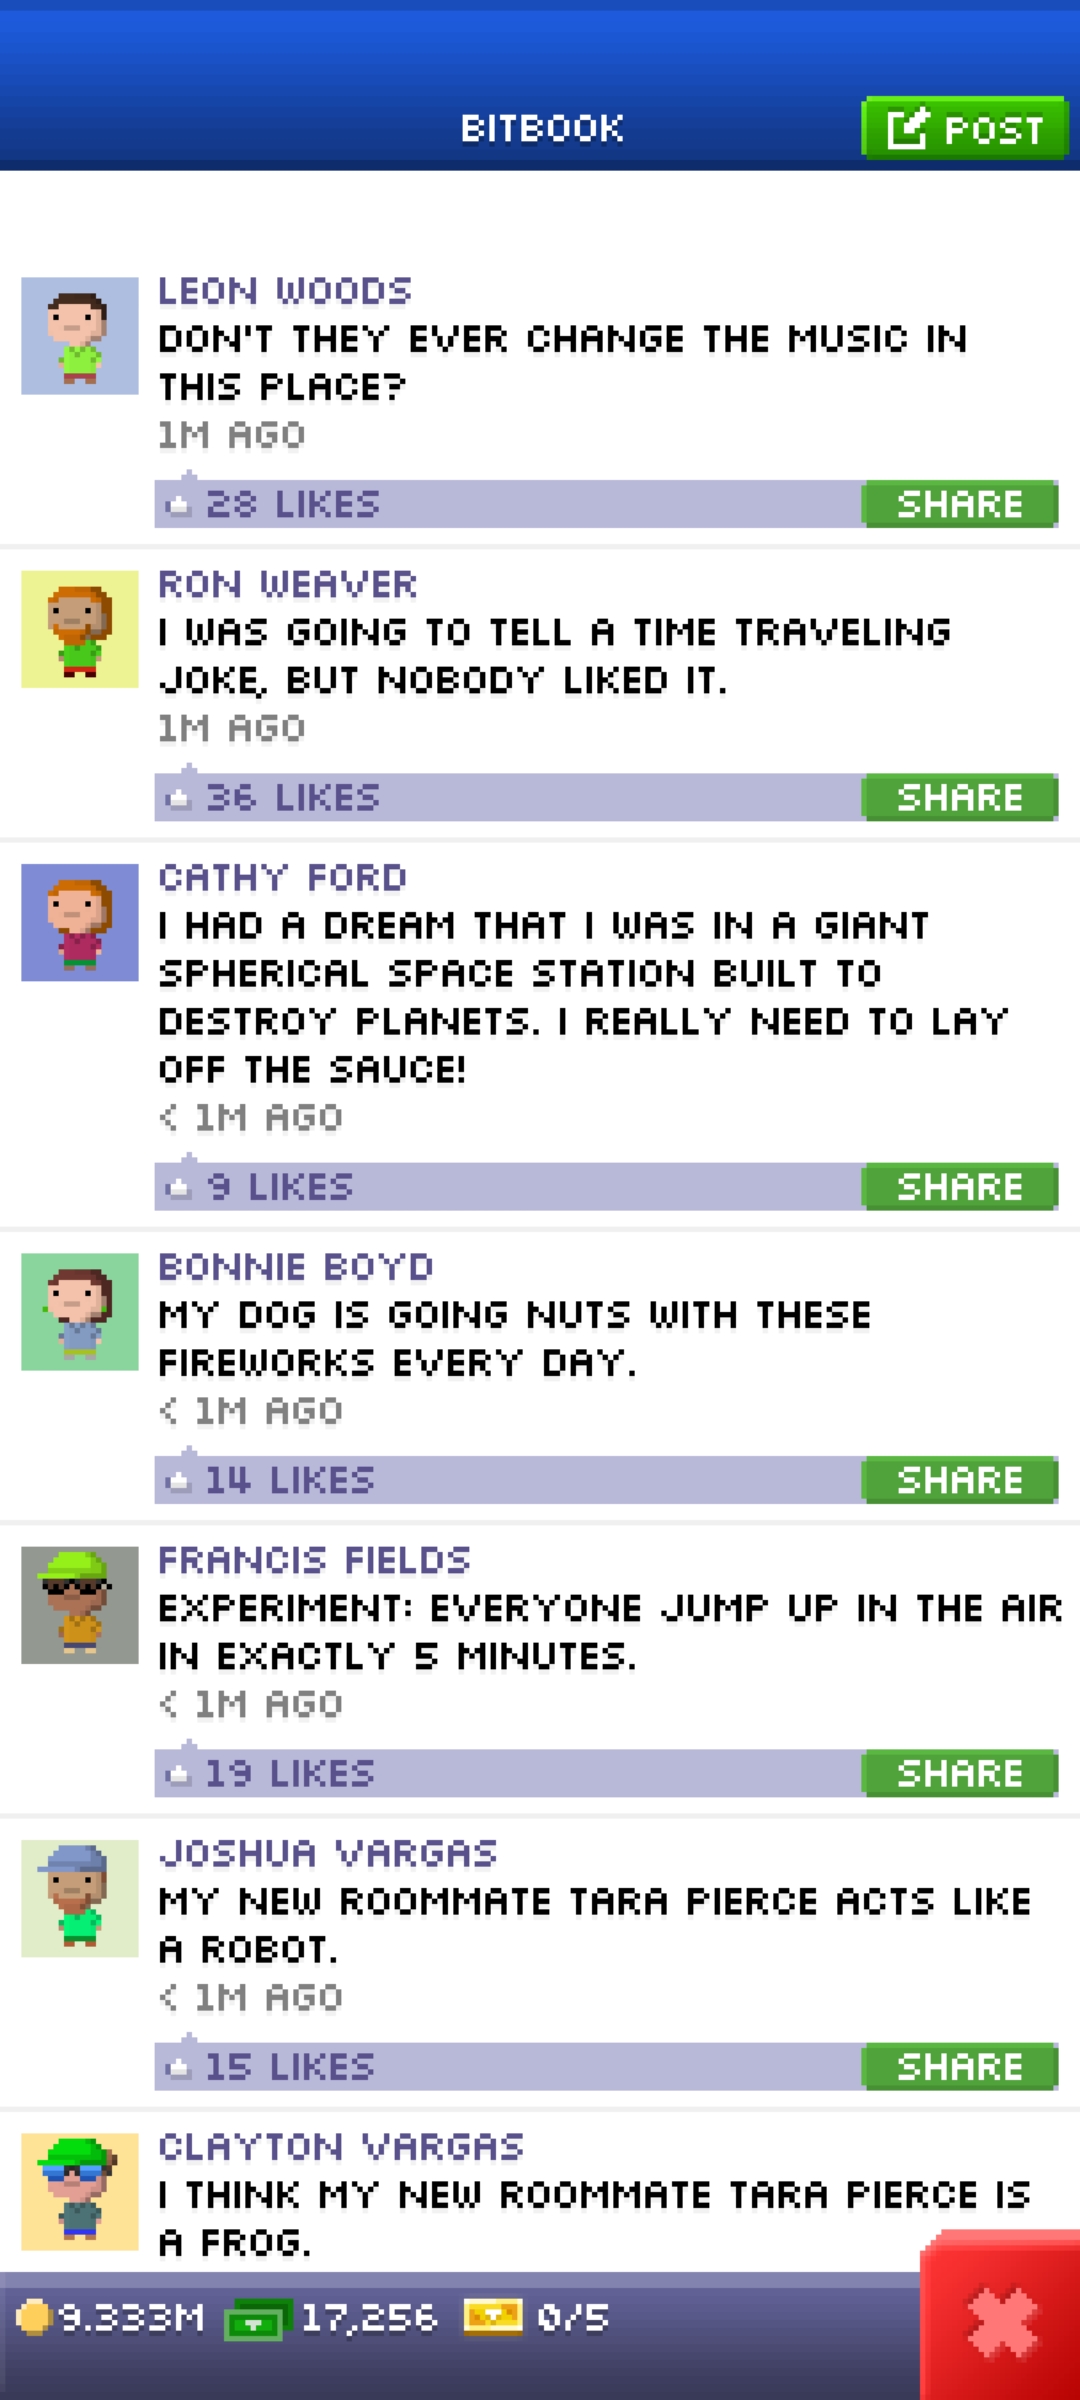 BITBOOK
POST
LEON WOODS
DON'T THEY EVER CHANGE THE MUSIC IN
THIS PLACE?
1M AGO
28 LIKES
SHARE
RON WEAVER
I WAS GOING TO TELL A TIME TRAVELING
JOKE, BUT NOBODY LIKED IT.
1M AGO
36 LIKES
SHARE
CATHY FORD
I HAD A DREAM THAT I WAS IN A GIANT
SPHERICAL SPACE STATION BUILT TO
DESTROY PLANETS. I REALLY NEED TO LAY
OFF THE SAUCE!
< 1M AGO
9 LIKES
SHARE
BONNIE BOYD
MY DOG IS GOING NUTS WITH THESE
FIREWORKS EVERY DAY.
< 1M AGO
14 LIKES
SHARE
FRANCIS FIELDS
EXPERIMENT: EVERYONE JUMP UP IN THE AIR
IN EXACTLY 5 MINUTES.
< 1M AGO
19 LIKES
SHARE
JOSHUA VARGAS
MY NEW ROOMMATE TARA PIERCE ACTS LIKE
A ROBOT.
< 1M AGO
15 LIKES
SHARE
CLAYTON VARGAS
I THINK MY NEW ROOMMATE TARA PIERCE IS
A FROG.
9.333M
17,256
0/5